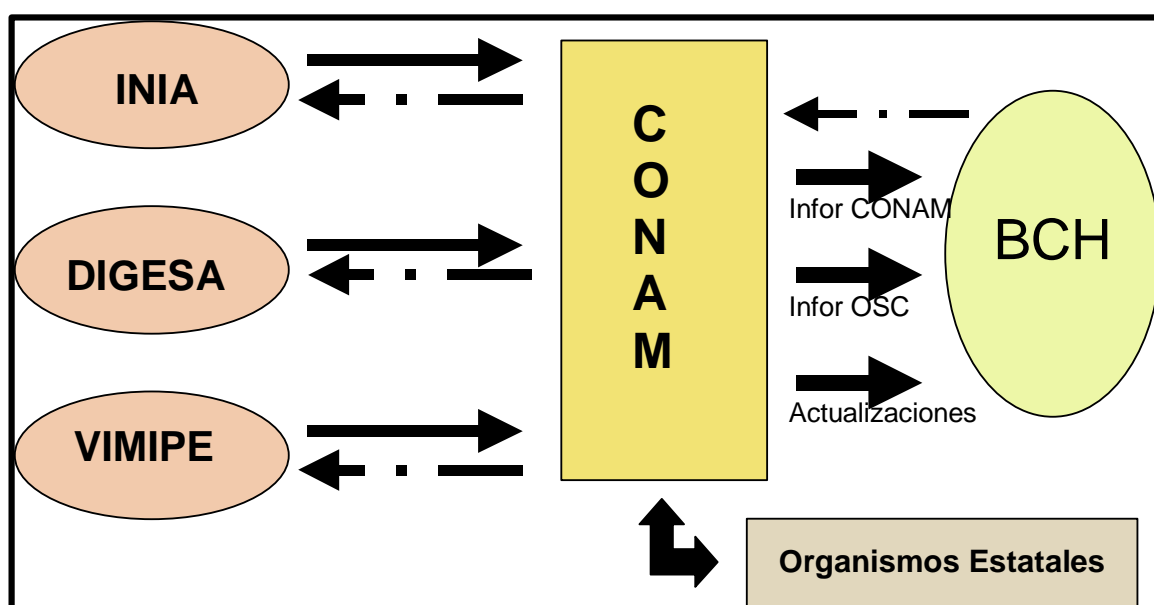 INIA
DIGESA
VIMIPE
C
O
N
A
M
Infor CONAM
Infor OSC
Actualizaciones
BCH
Organismos Estatales